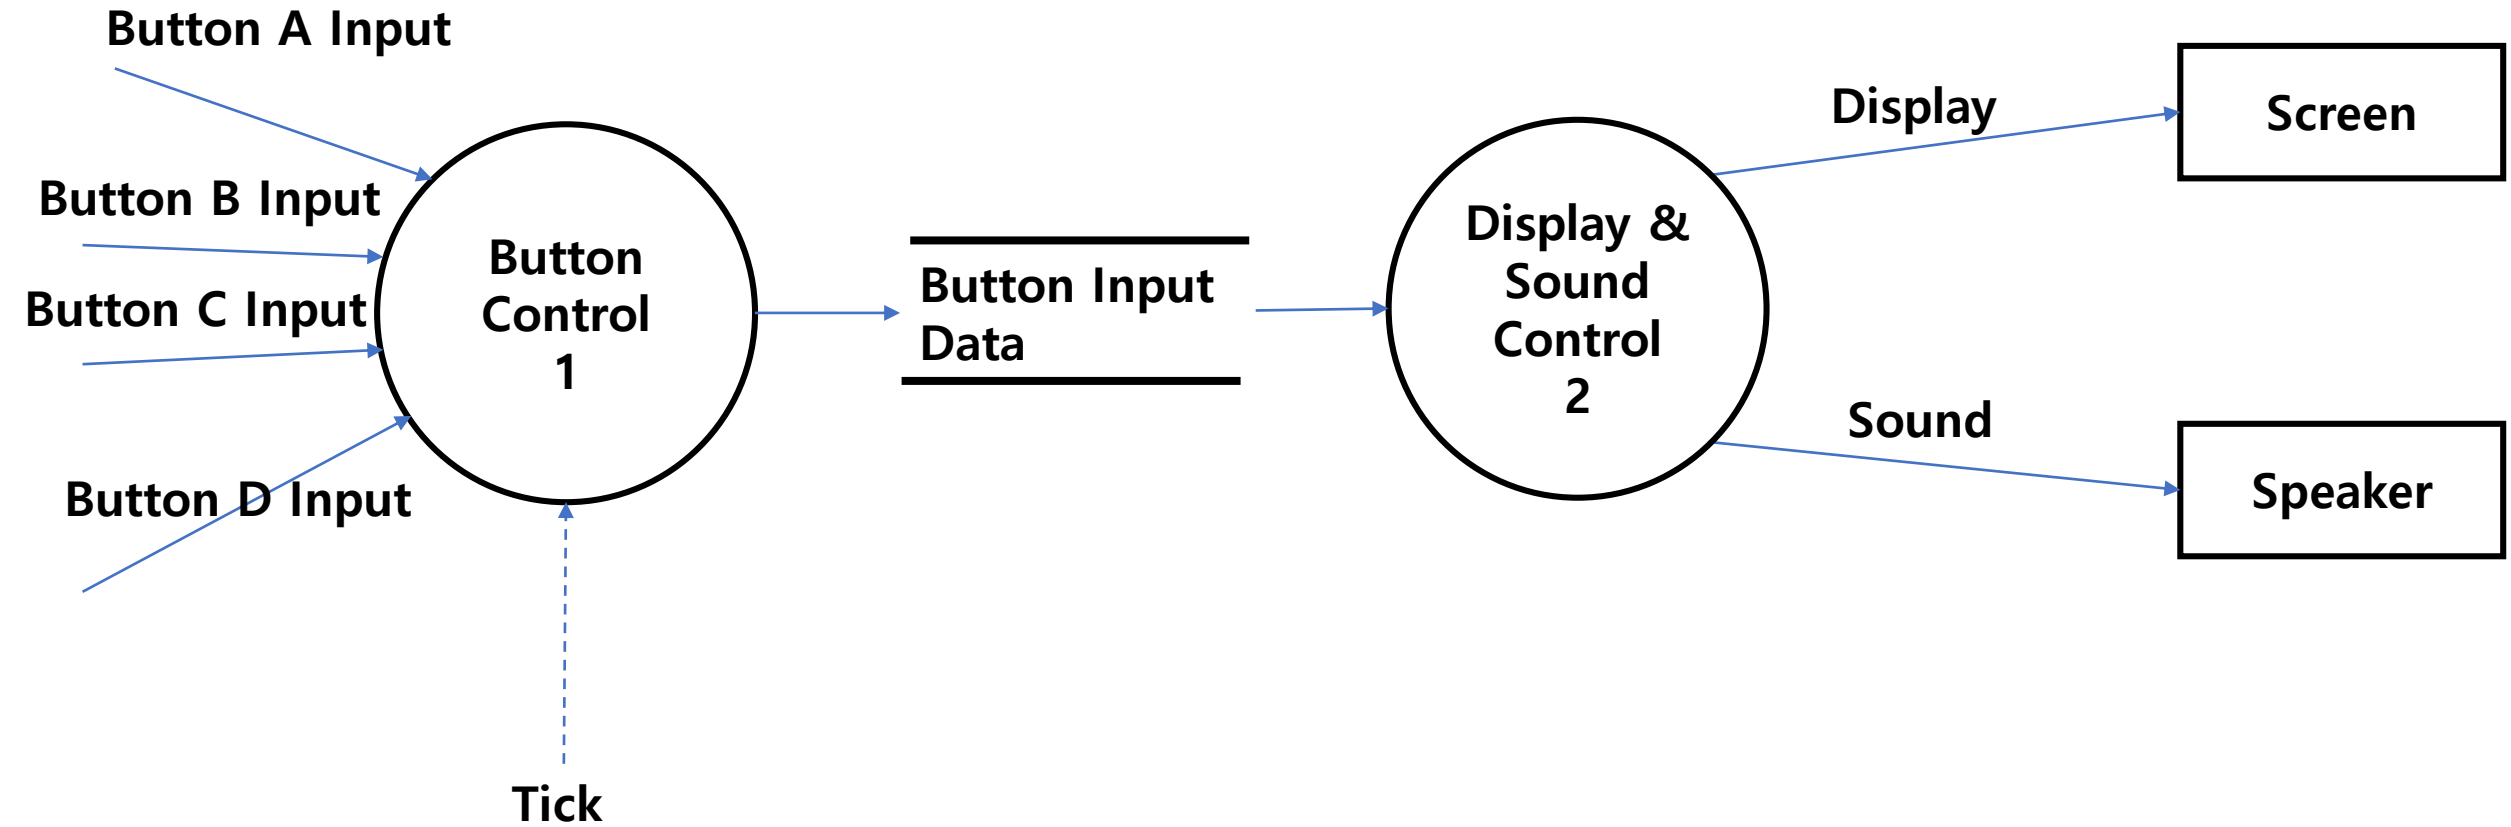 Button A Input
Button B Input
Button C Input
Button D Input
Button
Control
1
Tick
Button Input
Data
Display &
Sound
Control
2
Display
Sound
Screen
Speaker